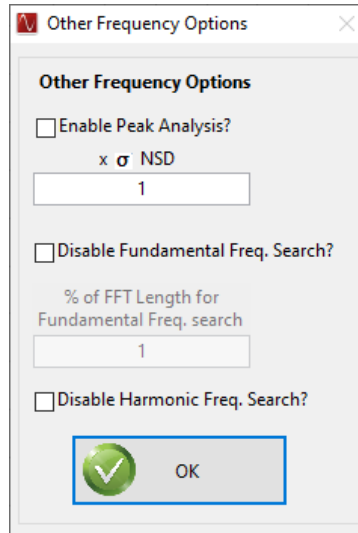 Other Frequency Options
Other Frequency Options
Enable Peak Analysis?
x σ NSD
1
Disable Fundamental Freq. Search?
% of FFT Length for
Fundamental Freq. search
1
Disable Harmonic Freq. Search?
OK